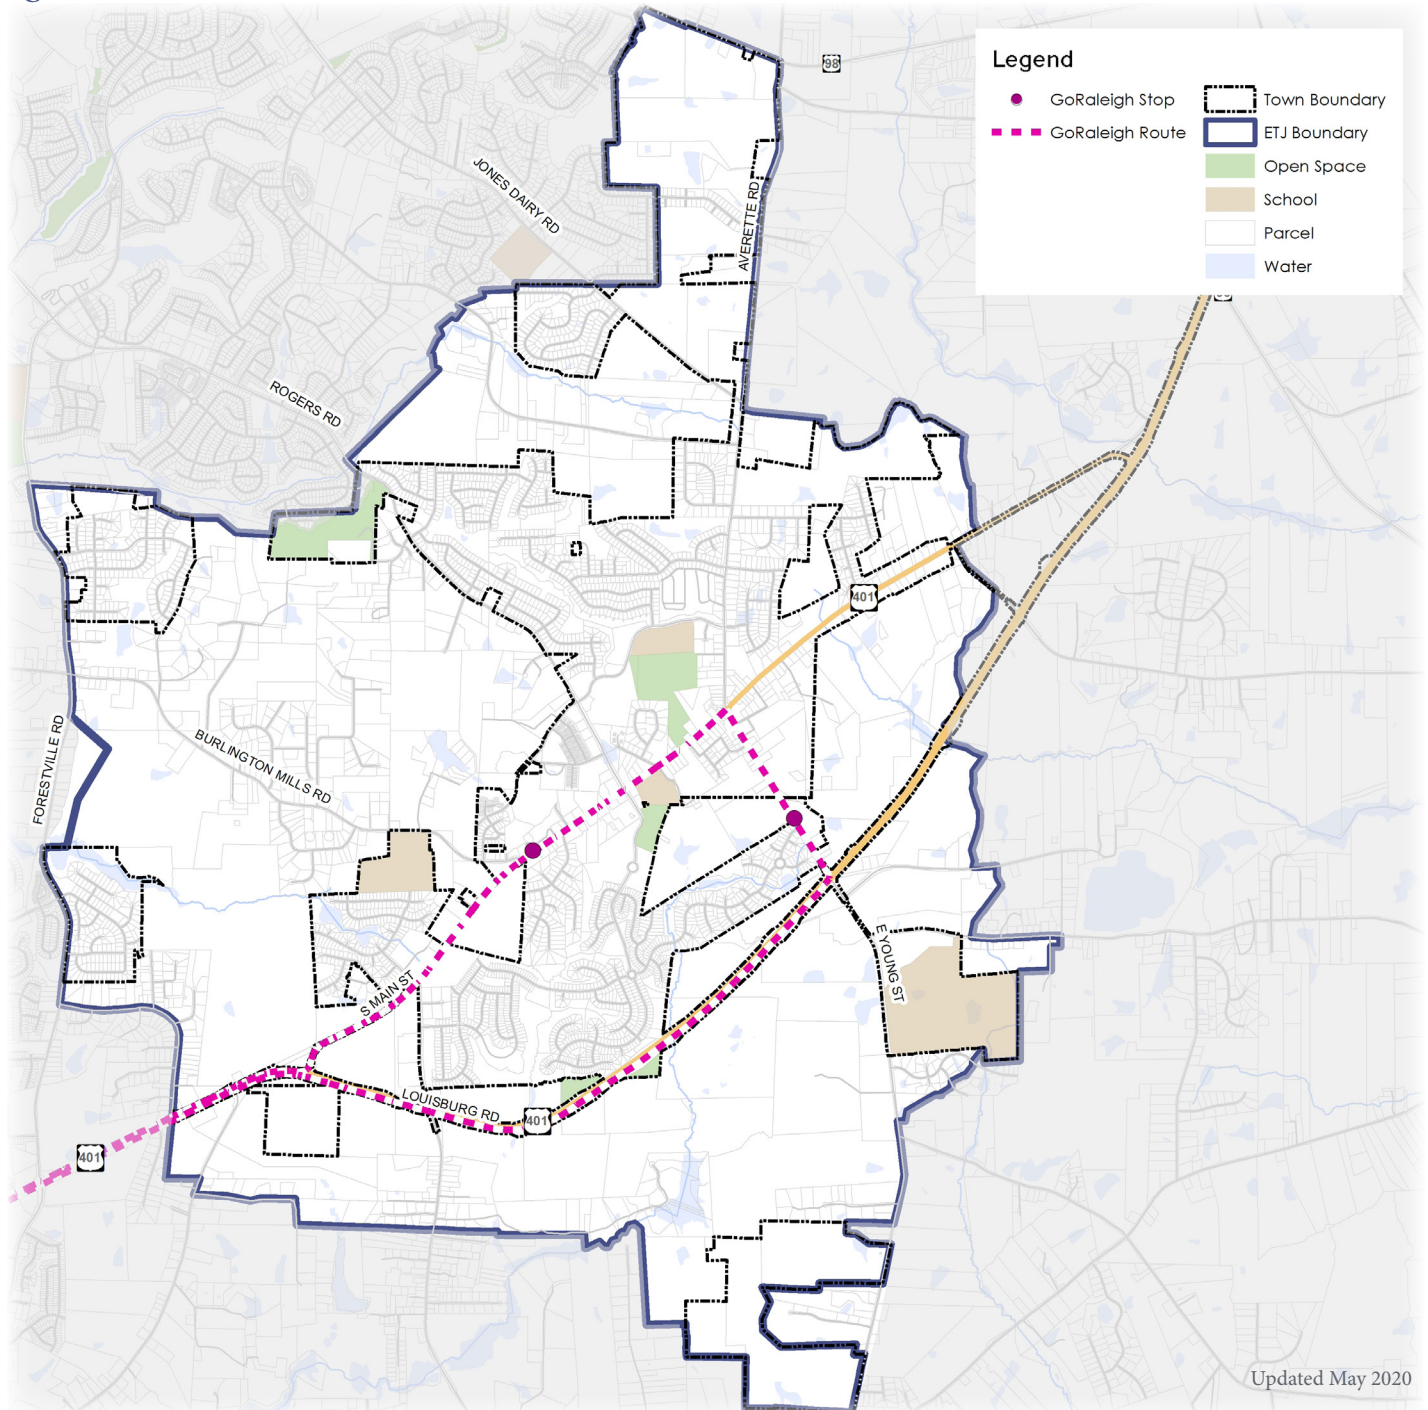 Legend
GoRaleigh Stop
GoRaleigh Route
Town Boundary
ETJ Boundary
Open Space
School
Parcel
Water
98
JONES DAIRY RD
AVERETTE RD
ROGERS RD
401
FORESTVILLE RD
BURLINGTON MILLS RD
E YOUNG ST
S MAIN ST
LOUISBURG RD
401
401
Updated May 2020